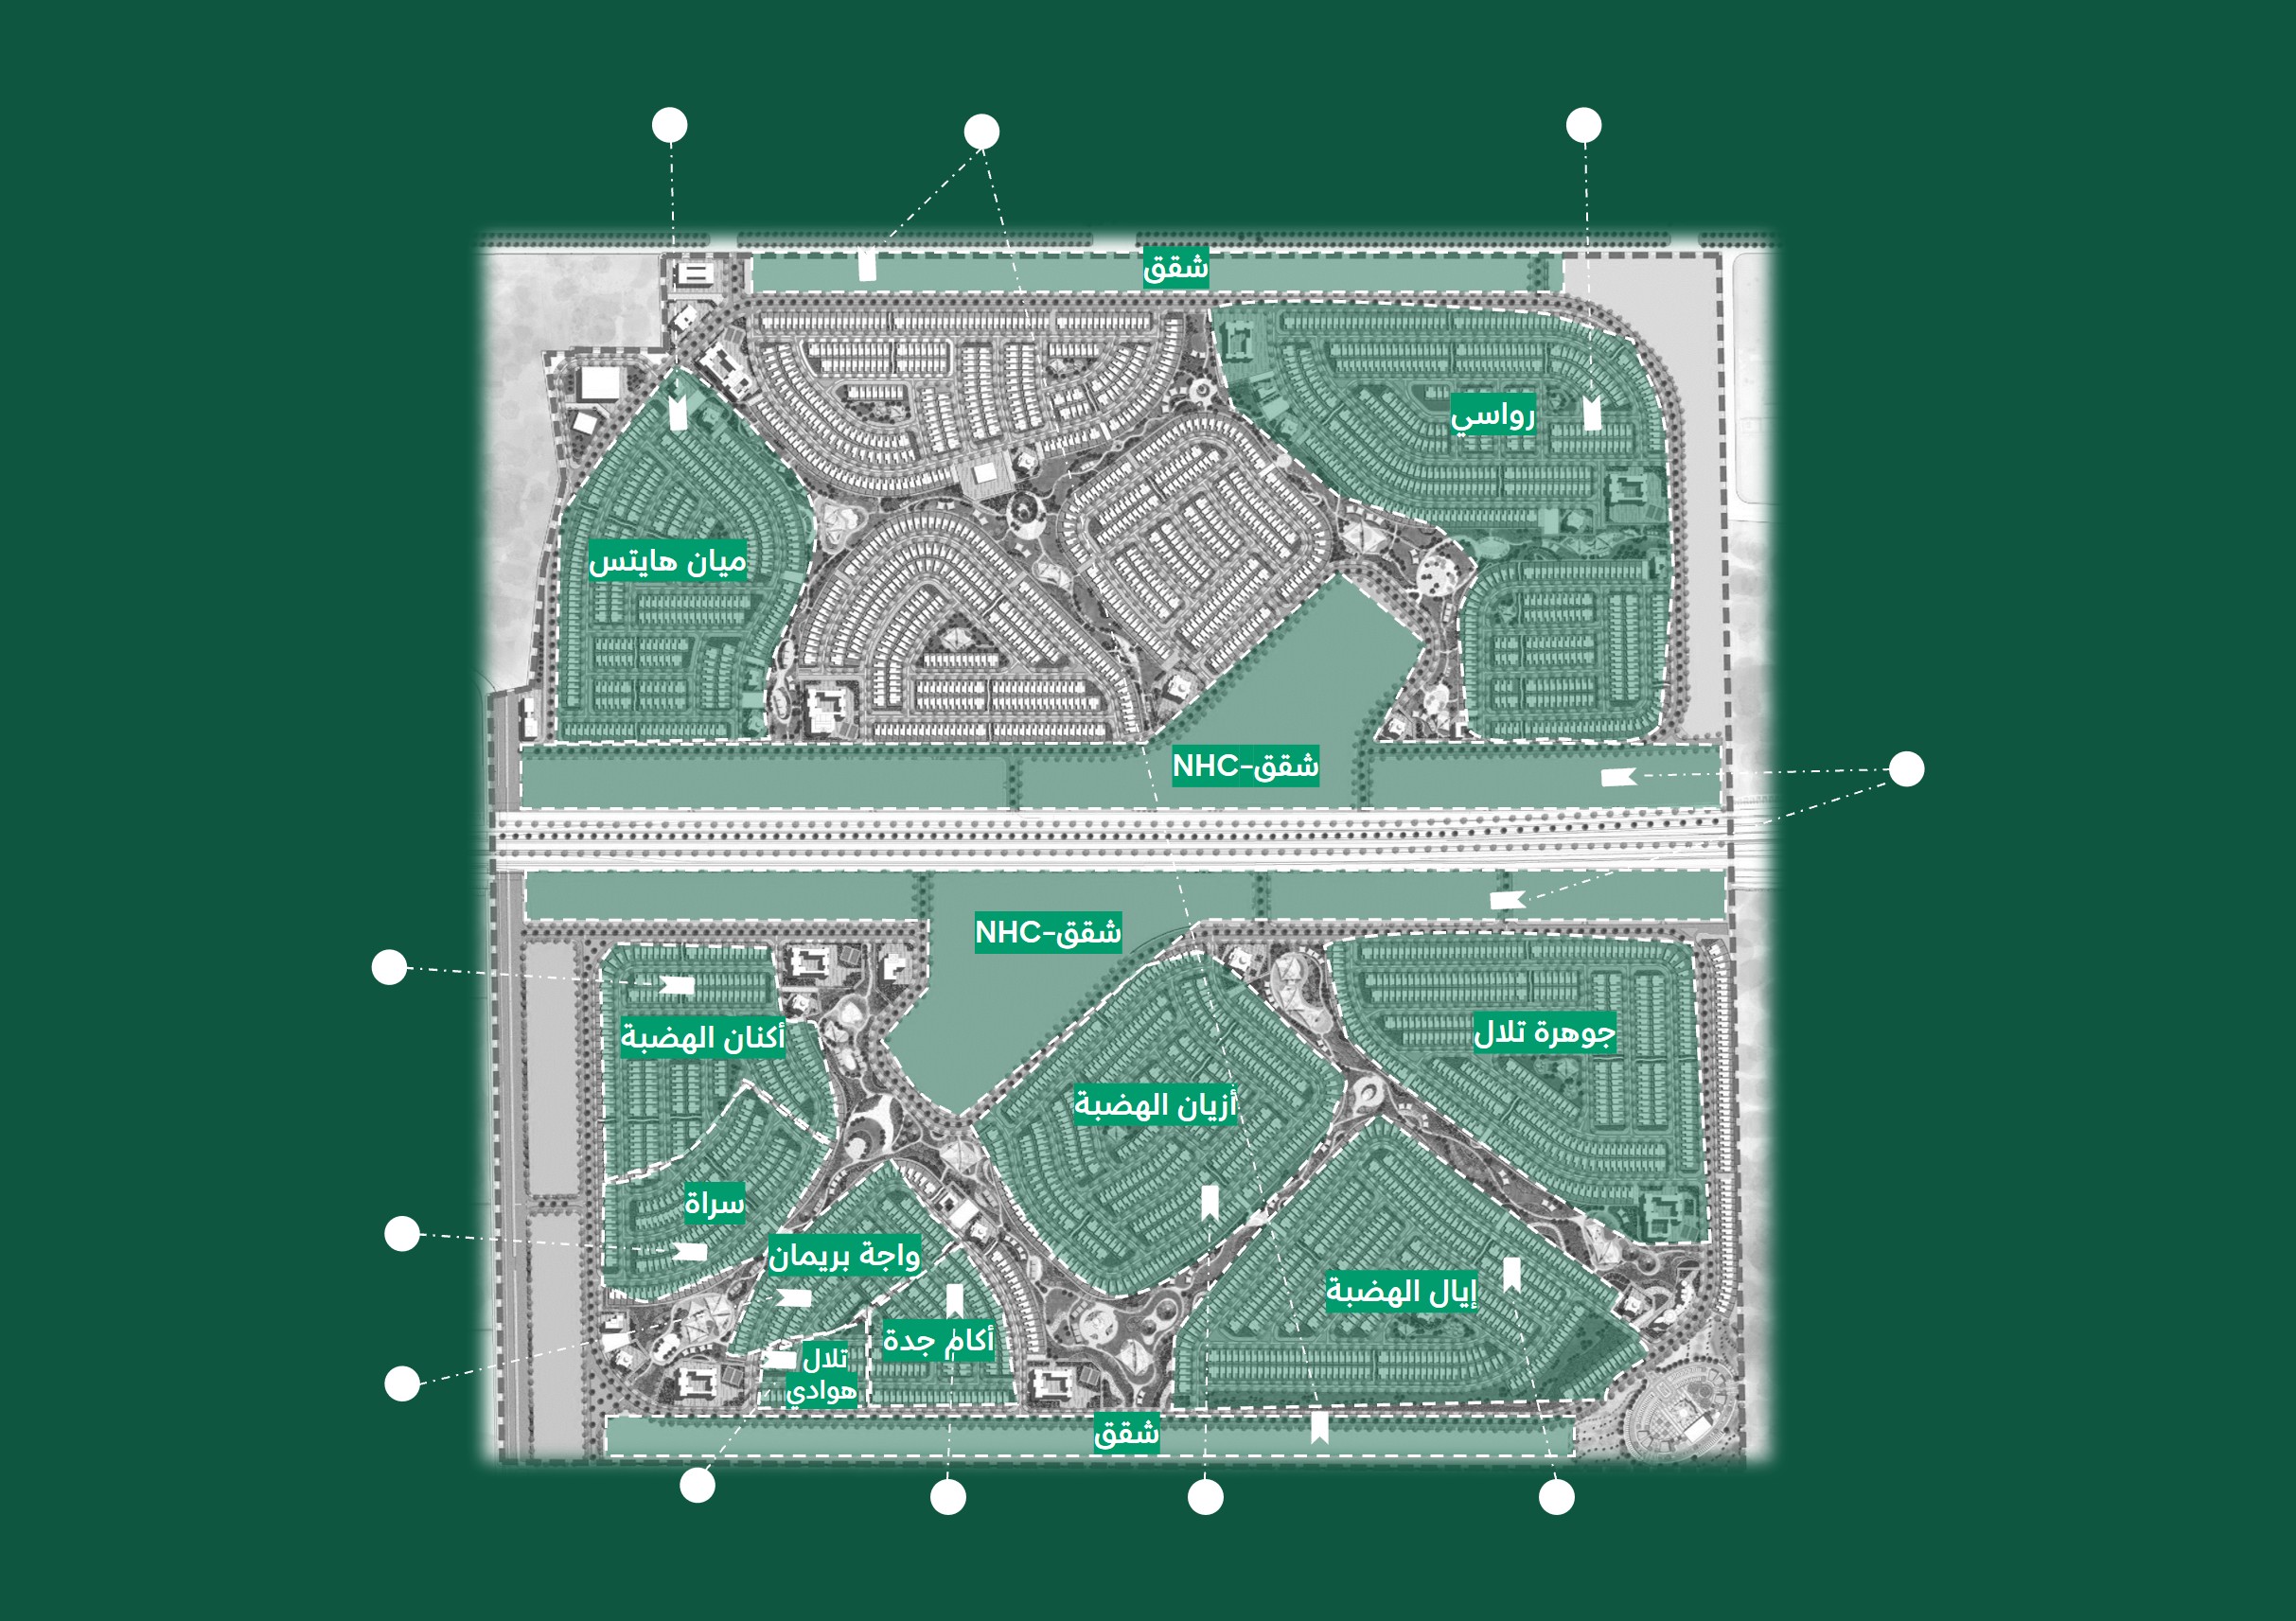 شقق
رواسي
ميان هايتس
شقق-NHC
شقق-NHC
أكنان الهضبة
جوهرة تلال
أزيان الهضبة
سراة
واجة بريمان
إيال الهضبة
أكام جدة
تلال
هوادي
شقق